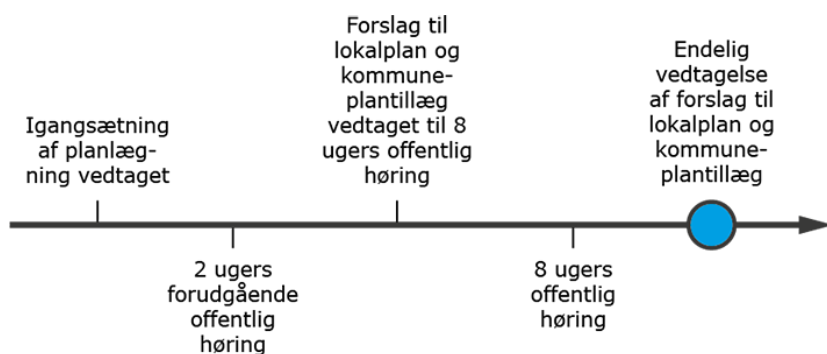 Igangsætning
af planlæg-
ning vedtaget
2 ugers
forudgående
offentlig
høring
Forslag til
lokalplan og
kommune-
plantillæg
vedtaget til 8
ugers offentlig
høring
8 ugers
offentlig
høring
Endelig
vedtagelse
af forslag til
lokalplan og
kommune-
plantillæg